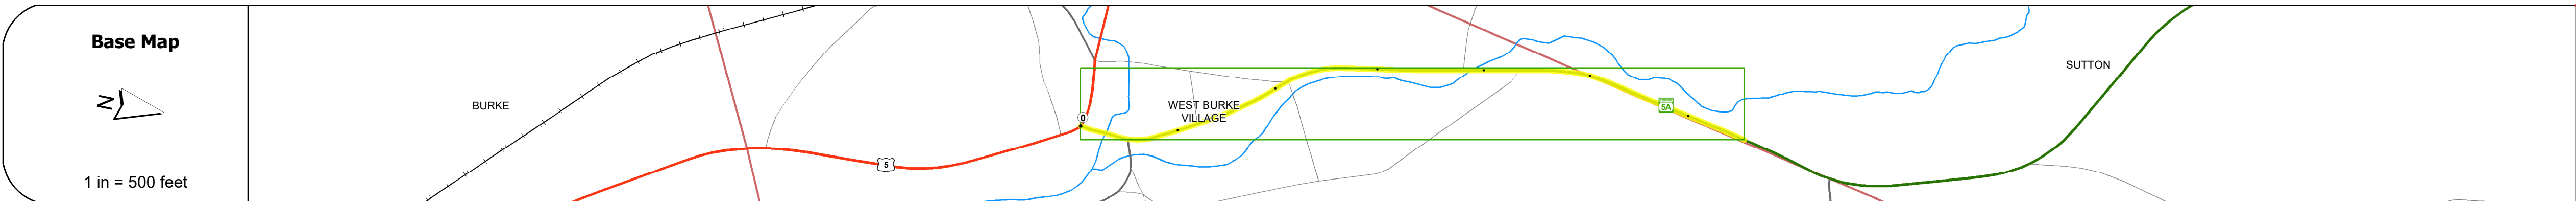 Base Map
N
1 in = 500 feet
BURKE
5
0
WEST BURKE
VILLAGE
5A
SUTTON